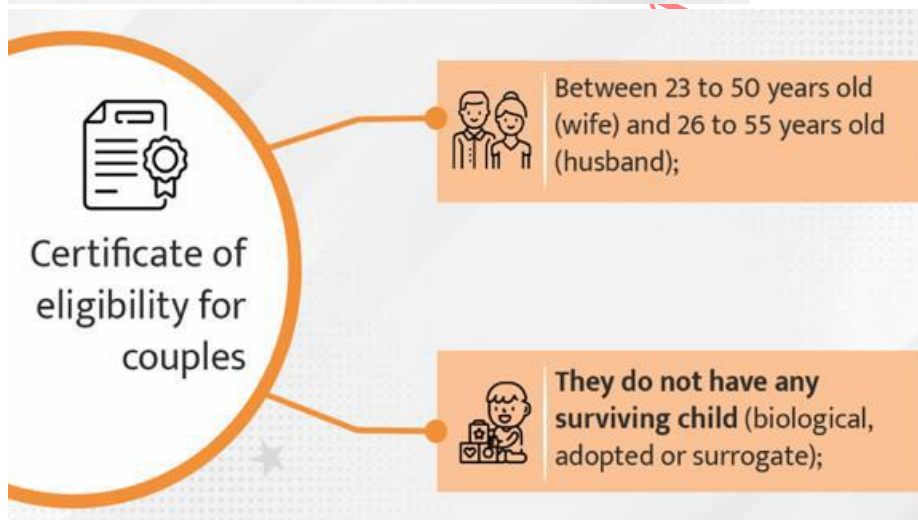 Certificate of
eligibility for
couples
Between 23 to 50 years old
(wife) and 26 to 55 years old
(husband);
They do not have any
surviving child (biological,
adopted or surrogate);